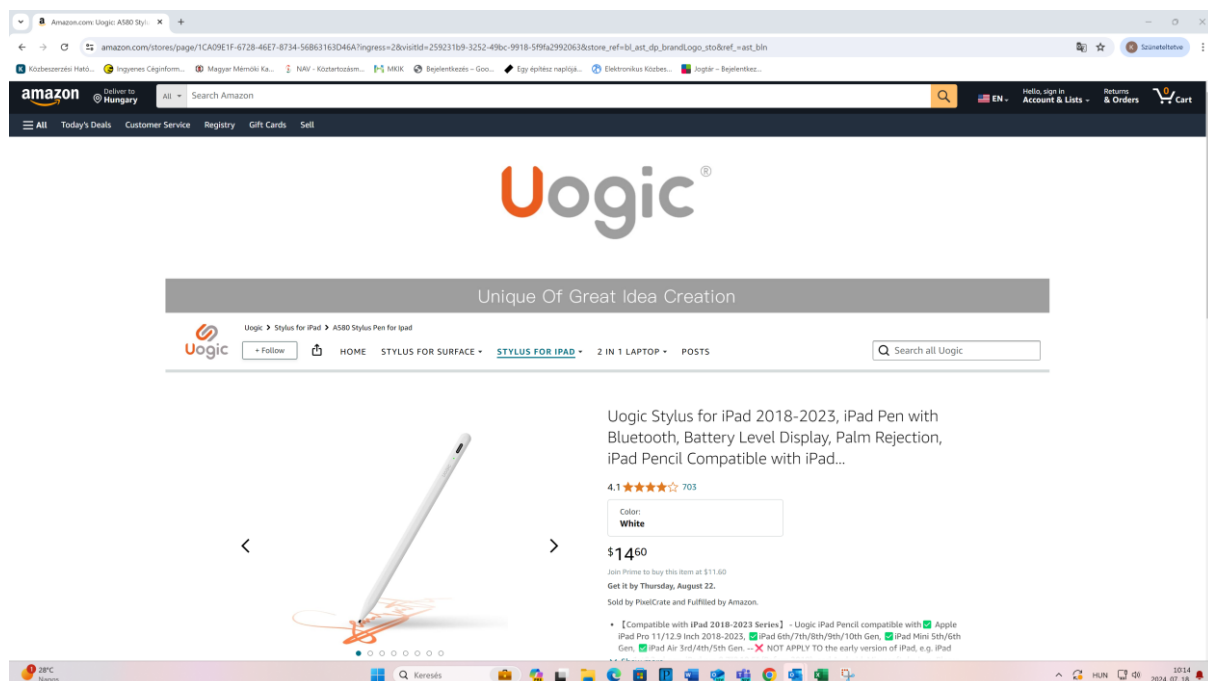 Amazon.com: Uogic: A580 Stylu
amazon.com/stores/page/1CA09E1F-6728-46E7-8734-56B63163D46A?ingress=2&visitId=259231b9-3252-49bc-9918-5f9fa2992063&store_ref=bl_ast_dp_brandLogo_sto&ref_=ast_bln
Szüneteltetve
Közbeszerzési Ható...
Ingyenes Céginform...
Magyar Mérnöki Ka...
NAV - Köztartozásm...
MKIK
Bejelentkezés – Goo...
Egy építész naplójá...
Elektronikus Közbes...
Jogtár – Bejelentkez...
amazon
Deliver to
Hungary
All
Search Amazon
EN
Hello, sign in
Account & Lists
Returns
& Orders
0
Cart
All Today's Deals Customer Service Registry Gift Cards Sell
Uogic®
Unique Of Great Idea Creation
Uogic
Uogic > Stylus for iPad > A580 Stylus Pen for Ipad
+ Follow
HOME STYLUS FOR SURFACE STYLUS FOR IPAD 2 IN 1 LAPTOP POSTS
Search all Uogic
Uogic Stylus for iPad 2018-2023, iPad Pen with
Bluetooth, Battery Level Display, Palm Rejection,
iPad Pencil Compatible with iPad...
4.1 703
Color:
White
$1460
Join Prime to buy this item at $11.60
Get it by Thursday, August 22.
Sold by PixelCrate and Fulfilled by Amazon.
• 【Compatible with iPad 2018-2023 Series】 - Uogic iPad Pencil compatible with✅ Apple
iPad Pro 11/12.9 Inch 2018-2023, ✅iPad 6th/7th/8th/9th/10th Gen, ✅iPad Mini 5th/6th
Gen, ✅iPad Air 3rd/4th/5th Gen. --❌ NOT APPLY TO the early version of iPad, e.g. iPad
1
28°C
Napos
Keresés
HUN
10:14
2024. 07. 18.